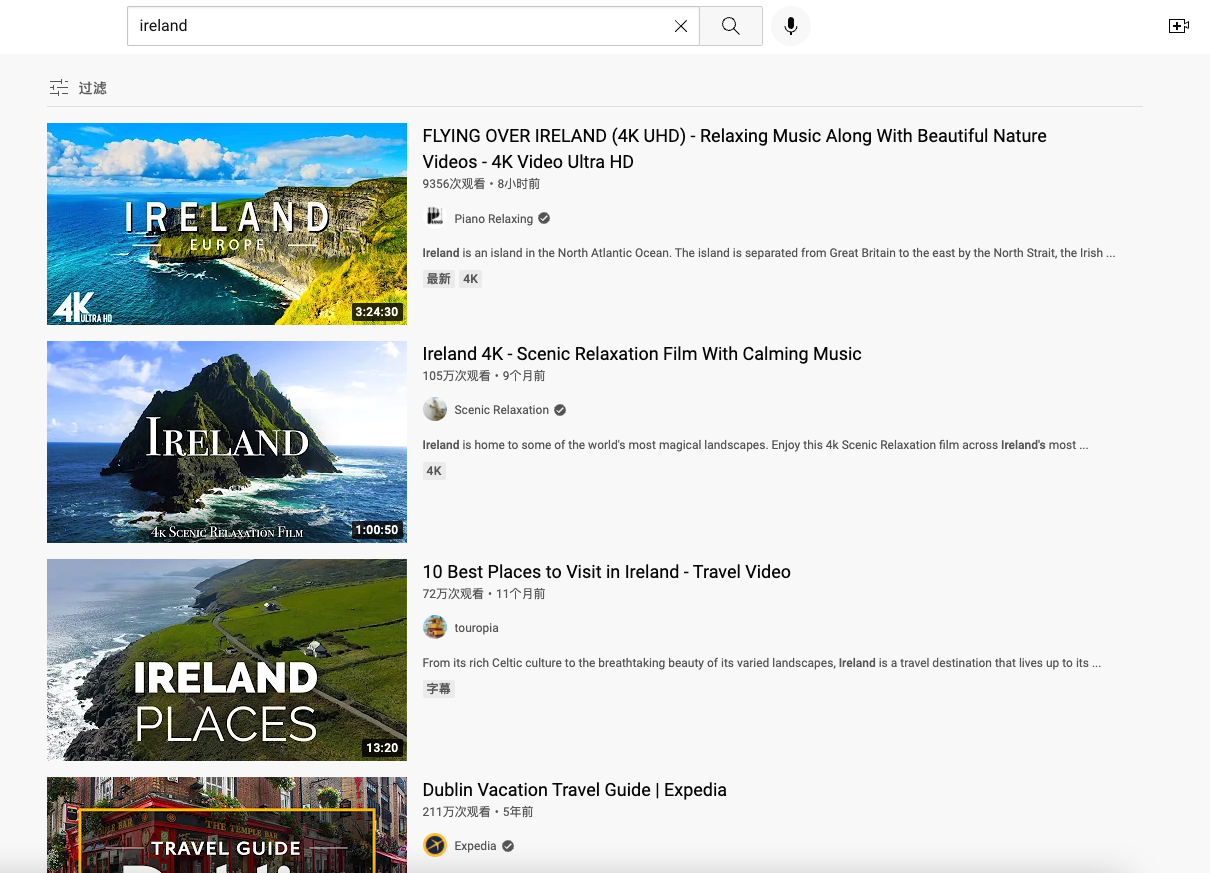 ireland
过滤
IRELAND
EUROPE
4K
ULTRA HD
3:24:30
FLYING OVER IRELAND (4K UHD) - Relaxing Music Along With Beautiful Nature
Videos - 4K Video Ultra HD
9356次观看・8小时前
Piano Relaxing
Ireland is an island in the North Atlantic Ocean. The island is separated from Great Britain to the east by the North Strait, the Irish ...
最新 4K
IRELAND
4K SCENIC RELAXATION FILM
1:00:50
Ireland 4K - Scenic Relaxation Film With Calming Music
105万次观看・9个月前
Scenic Relaxation
Ireland is home to some of the world's most magical landscapes. Enjoy this 4k Scenic Relaxation film across Ireland's most ...
4K
IRELAND
PLACES
13:20
10 Best Places to Visit in Ireland - Travel Video
72万次观看・11个月前
touropia
From its rich Celtic culture to the breathtaking beauty of its varied landscapes, Ireland is a travel destination that lives up to its ...
字幕
THE TEMPLE BAR
TRAVEL GUIDE
Dublin Vacation Travel Guide | Expedia
211万次观看・5年前
Expedia